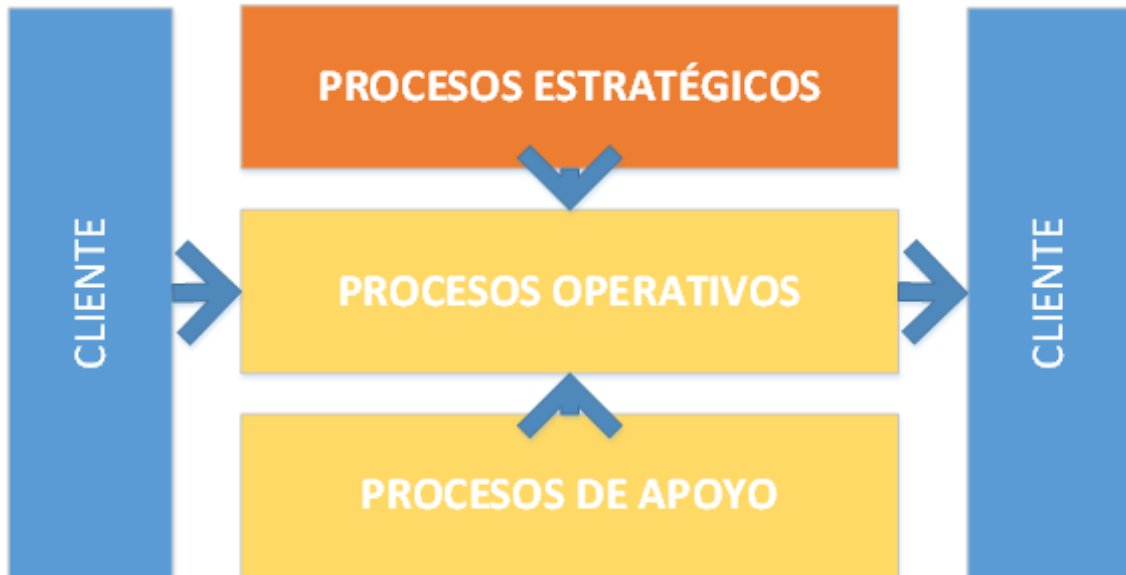 PROCESOS ESTRATÉGICOS
CLIENTE
PROCESOS OPERATIVOS
CLIENTE
PROCESOS DE APOYO